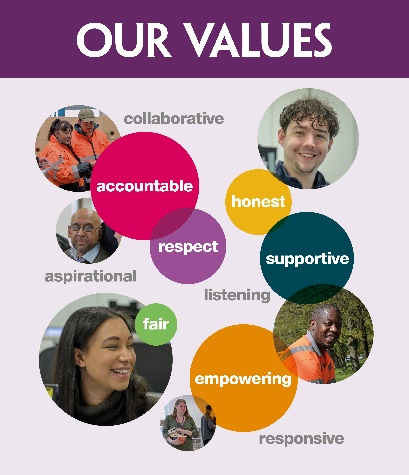 OUR VALUES
collaborative
accountable
honest
respect
supportive
aspirational
listening
fair
empowering
responsive